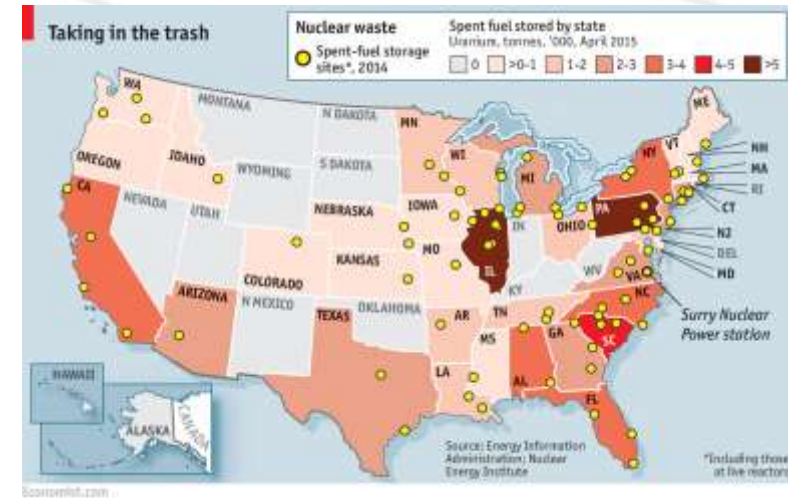 Taking in the trash
Nuclear waste
Spent-fuel storage
sites*, 2014
Spent fuel stored by state
Uranium, tonnes, '000, April 2015
0
>0-1
1-2
2-3
3-4
4-5
>5
WA
MONTANA
N DAKOTA
MN
ME
VT
NH
OREGON
IDAHO
WYOMING
S DAKOTA
WI
MI
NY
MA
RI
CT
CA
NEVADA
UTAH
NEBRASKA
IOWA
IL
IN
OHIO
PA
NJ
DEL
MD
COLORADO
KANSAS
MO
KY
WV
VA
ARIZONA
N MEXICO
OKLAHOMA
TEXAS
AR
TN
NC
SC
Surry Nuclear
Power station
LA
MS
AL
GA
FL
HAWAII
ALASKA
CANADA
Source: Energy Information
Administration; Nuclear
Energy Institute
*Including those
at live reactors
Economist.com